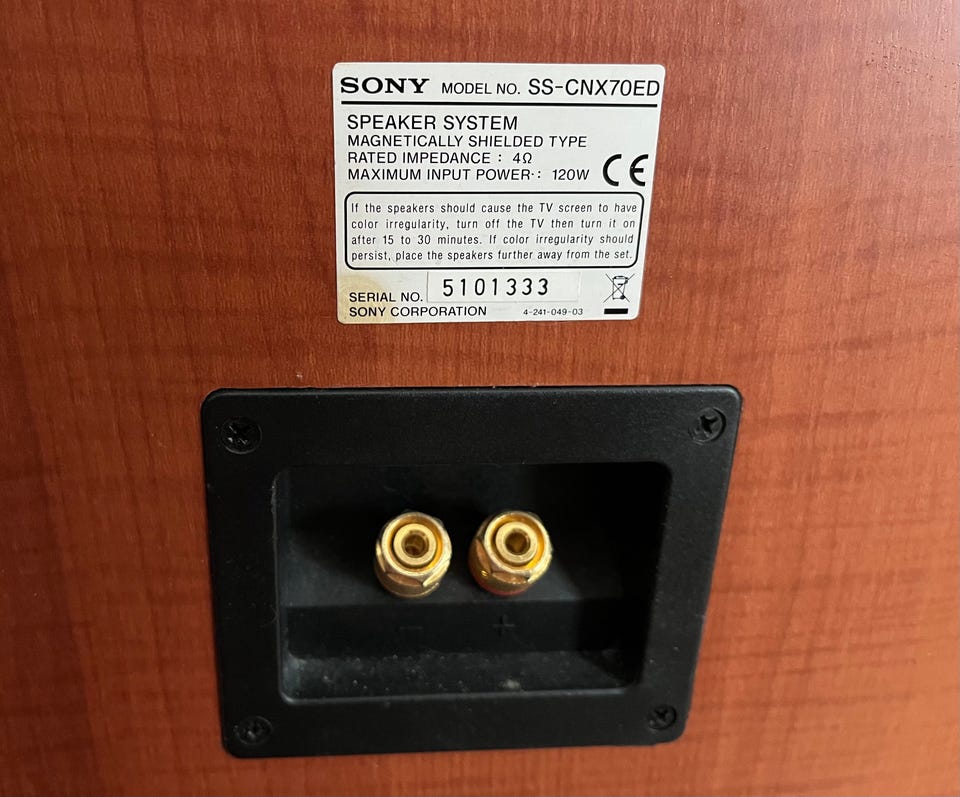 SONY MODEL NO. SS-CNX70ED
SPEAKER SYSTEM
MAGNETICALLY SHIELDED TYPE
RATED IMPEDANCE : 4Ω
MAXIMUM INPUT POWER : 120W CE
If the speakers should cause the TV screen to have
color irregularity, turn off the TV then turn it on
after 15 to 30 minutes. If color irregularity should
persist, place the speakers further away from the set.
SERIAL NO. 5101333
SONY CORPORATION 4-241-049-03
− +